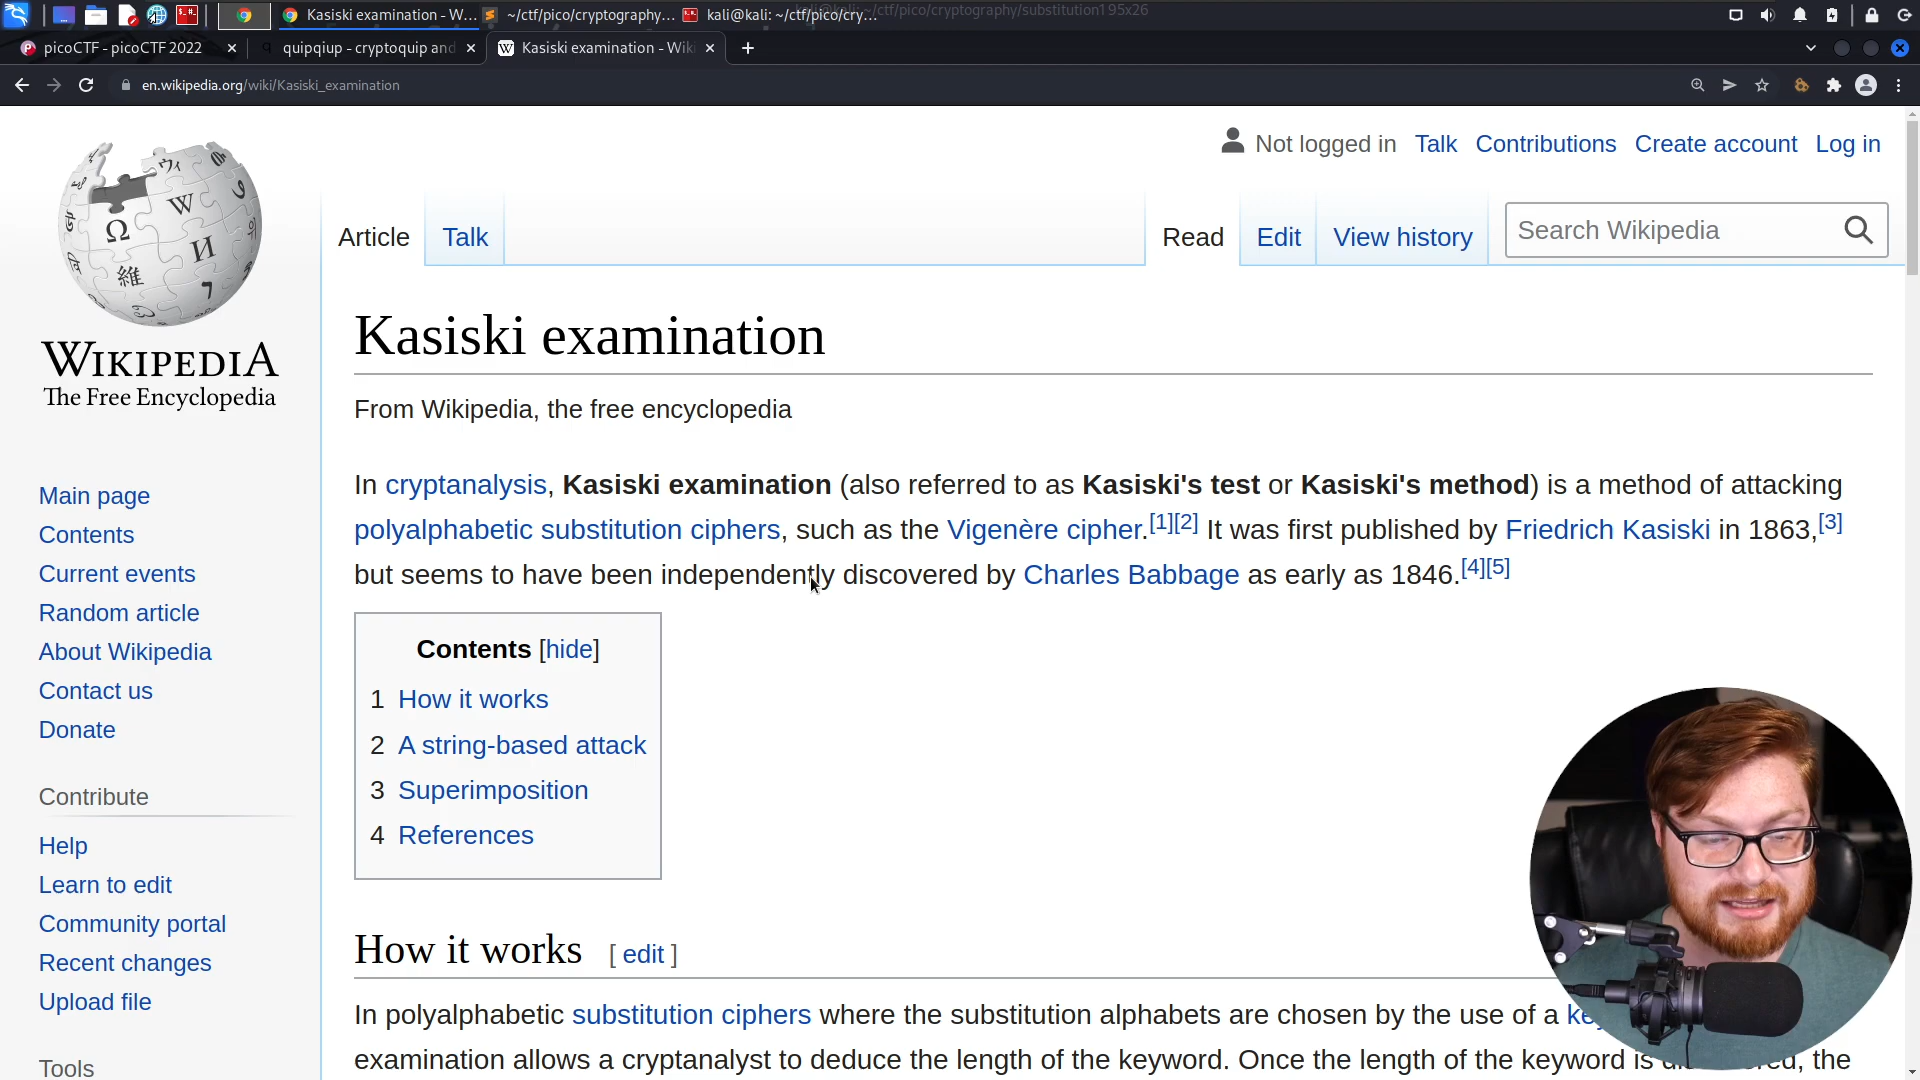 Kasiski examination - W...
~/ctf/pico/cryptography...
kali@kali: ~/ctf/pico/cry...
~/ctf/pico/cryptography/substitution1 95x26
picoCTF - picoCTF 2022
quipqiup - cryptoquip and
Kasiski examination - Wiki
en.wikipedia.org/wiki/Kasiski_examination
Not logged in Talk Contributions Create account Log in
Article Talk Read Edit View history Search Wikipedia
WIKIPEDIA
The Free Encyclopedia
Main page
Contents
Current events
Random article
About Wikipedia
Contact us
Donate
Contribute
Help
Learn to edit
Community portal
Recent changes
Upload file
Tools
Kasiski examination
From Wikipedia, the free encyclopedia
In cryptanalysis, Kasiski examination (also referred to as Kasiski's test or Kasiski's method) is a method of attacking
polyalphabetic substitution ciphers, such as the Vigenère cipher.[1][2] It was first published by Friedrich Kasiski in 1863,[3]
but seems to have been independently discovered by Charles Babbage as early as 1846.[4][5]
Contents [hide]
1 How it works
2 A string-based attack
3 Superimposition
4 References
How it works [ edit ]
In polyalphabetic substitution ciphers where the substitution alphabets are chosen by the use of a
examination allows a cryptanalyst to deduce the length of the keyword. Once the length of the keyword is the